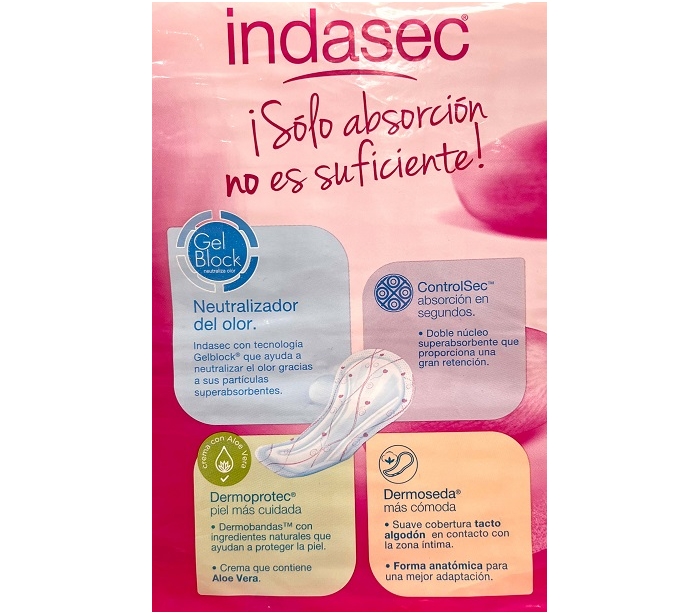 indasec®
¡Sólo absorción
no es suficiente!
Gel
Block
neutraliza olor
Neutralizador
del olor.
Indasec con tecnología
Gelblock® que ayuda a
neutralizar el olor gracias
a sus partículas
superabsorbentes.
ControlSec™
absorción en
segundos.
• Doble núcleo
superabsorbente que
proporciona una
gran retención.
crema con Aloe Vera
Dermoprotec®
piel más cuidada
• Dermobandas™ con
ingredientes naturales que
ayudan a proteger la piel.
• Crema que contiene
Aloe Vera.
Dermoseda®
más cómoda
• Suave cobertura tacto
algodón en contacto con
la zona íntima.
• Forma anatómica para
una mejor adaptación.